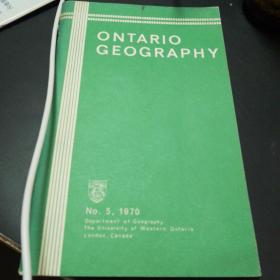 ONTARIO
GEOGRAPHY
No. 5, 1970
Department of Geography
The University of Western Ontario
London, Canada